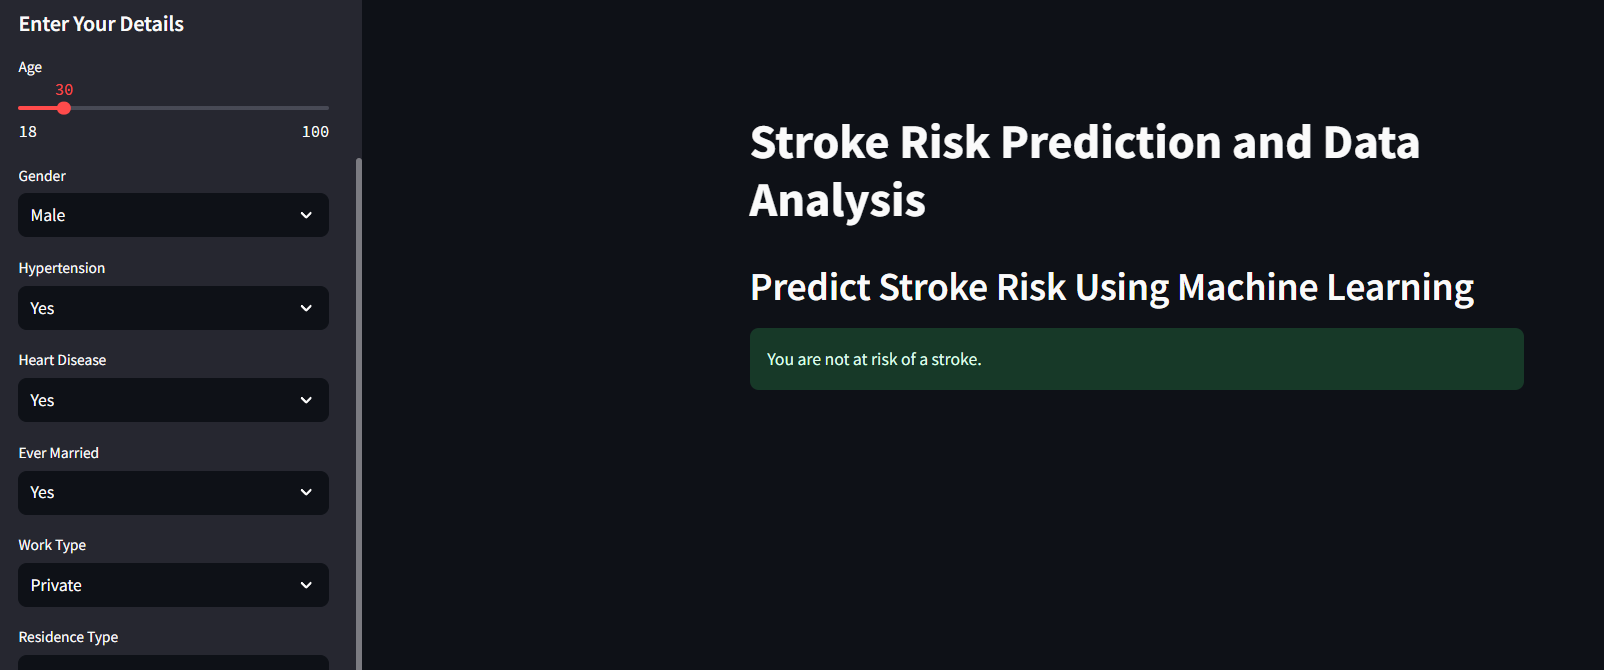 Enter Your Details
Age
30
18 100
Gender
Male
Hypertension
Yes
Heart Disease
Yes
Ever Married
Yes
Work Type
Private
Residence Type
Stroke Risk Prediction and Data
Analysis
Predict Stroke Risk Using Machine Learning
You are not at risk of a stroke.